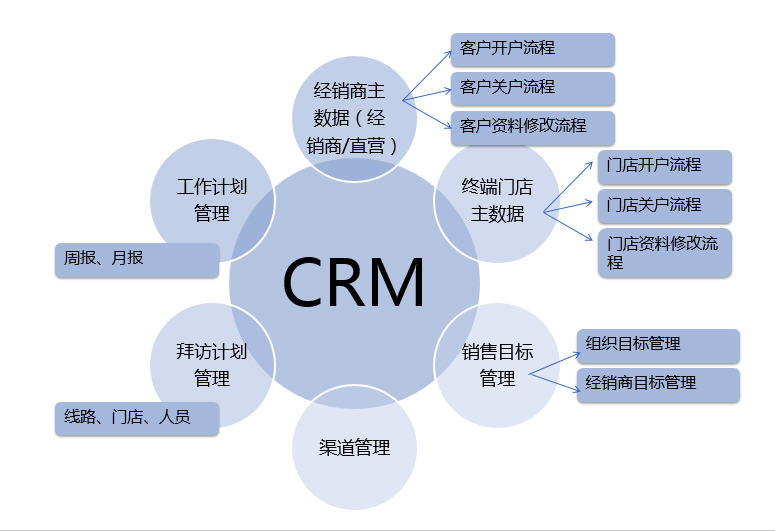 CRM
经销商主
数据（经
销商/直营）
客户开户流程
客户关户流程
客户资料修改流程
终端门店
主数据
门店开户流程
门店关户流程
门店资料修改流
程
销售目标
管理
组织目标管理
经销商目标管理
渠道管理
拜访计划
管理
线路、门店、人员
工作计划
管理
周报、月报